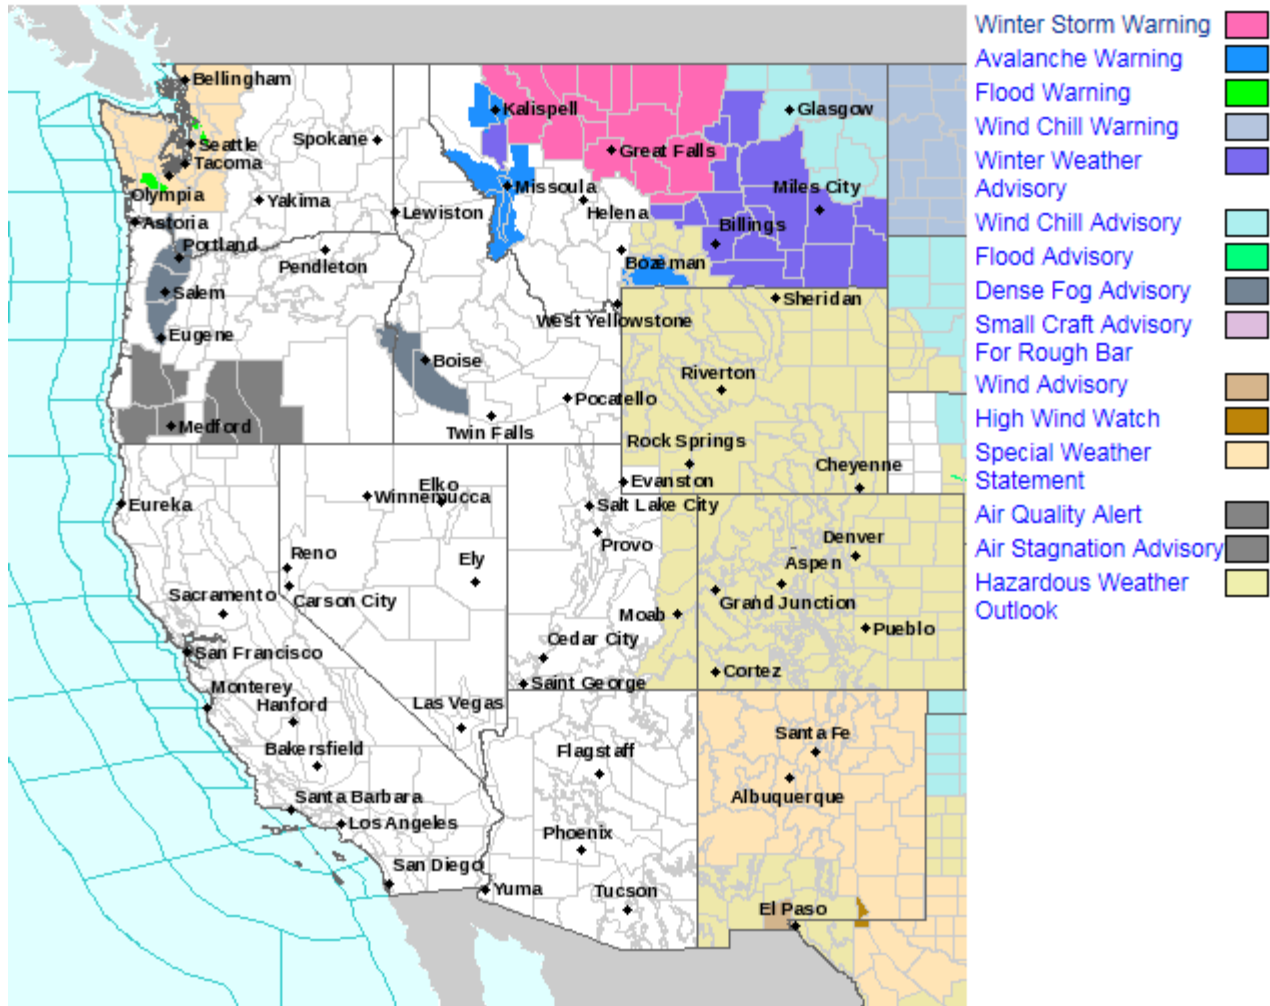 Bellingham
Seattle
Tacoma
Olympia
Astoria
Spokane
Yakima
Lewiston
Portland
Pendleton
Salem
Eugene
Medford
Kalispell
Great Falls
Missoula
Helena
Glasgow
Miles City
Billings
Bozeman
West Yellowstone
Sheridan
Boise
Riverton
Pocatello
Twin Falls
Rock Springs
Cheyenne
Evanston
Eureka
Elko
Winnemucca
Salt Lake City
Provo
Reno
Ely
Denver
Aspen
Sacramento
Carson City
Grand Junction
Moab
Pueblo
San Francisco
Cedar City
Cortez
Saint George
Monterey
Hanford
Las Vegas
Santa Fe
Bakersfield
Flagstaff
Albuquerque
Santa Barbara
Los Angeles
Phoenix
San Diego
Yuma
Tucson
El Paso
Winter Storm Warning
Avalanche Warning
Flood Warning
Wind Chill Warning
Winter Weather
Advisory
Wind Chill Advisory
Flood Advisory
Dense Fog Advisory
Small Craft Advisory
For Rough Bar
Wind Advisory
High Wind Watch
Special Weather
Statement
Air Quality Alert
Air Stagnation Advisory
Hazardous Weather
Outlook